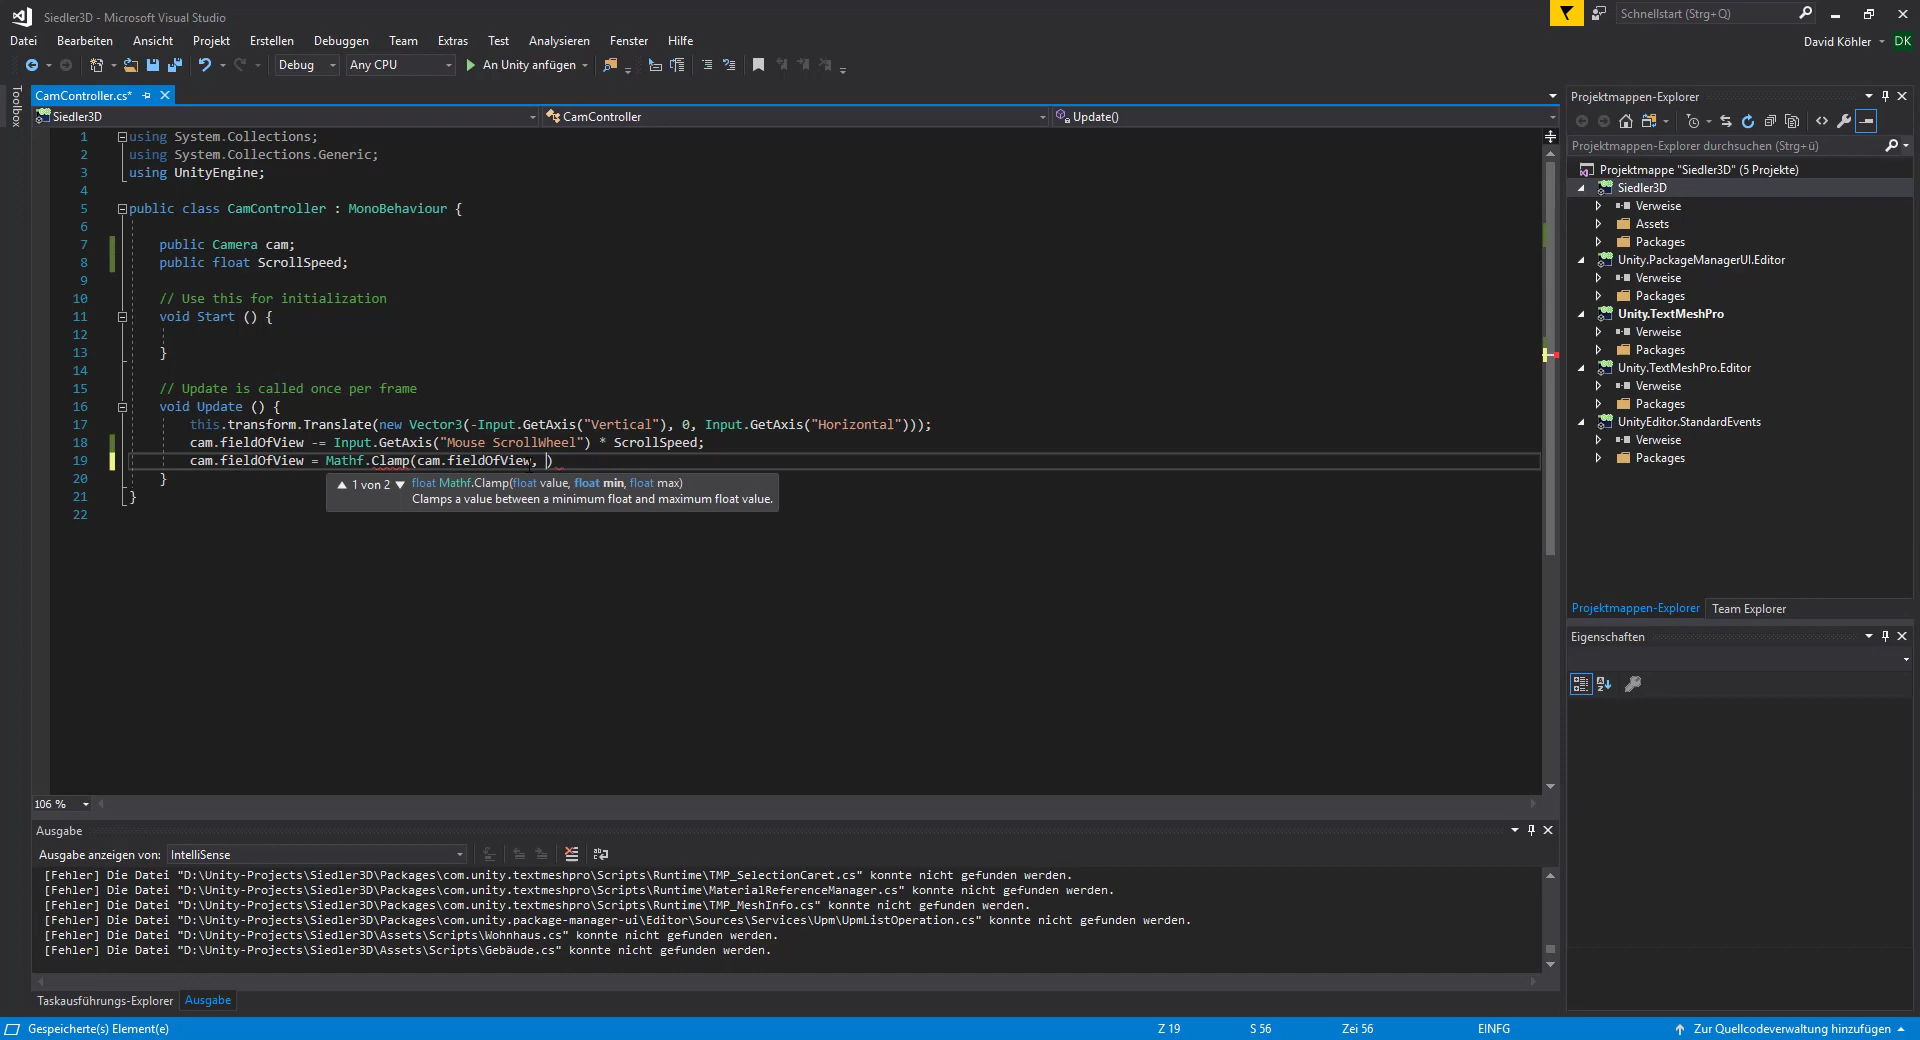 Siedler3D - Microsoft Visual Studio
Schnellstart (Strg+Q)
Datei Bearbeiten Ansicht Projekt Erstellen Debuggen Team Extras Test Analysieren Fenster Hilfe
David Köhler DK
Debug Any CPU An Unity anfügen
Toolbox
CamController.cs*
Siedler3D CamController Update()
1 using System.Collections;
2 using System.Collections.Generic;
3 using UnityEngine;
4
5 public class CamController : MonoBehaviour {
6
7 public Camera cam;
8 public float ScrollSpeed;
9
10 // Use this for initialization
11 void Start () {
12
13 }
14
15 // Update is called once per frame
16 void Update () {
17 this.transform.Translate(new Vector3(-Input.GetAxis("Vertical"), 0, Input.GetAxis("Horizontal")));
18 cam.fieldOfView -= Input.GetAxis("Mouse ScrollWheel") * ScrollSpeed;
19 cam.fieldOfView = Mathf.Clamp(cam.fieldOfView, )
20 }
21 }
22
▲ 1 von 2 ▼ float Mathf.Clamp(float value, float min, float max)
Clamps a value between a minimum float and maximum float value.
106 %
Ausgabe
Ausgabe anzeigen von: IntelliSense
[Fehler] Die Datei "D:\Unity-Projects\Siedler3D\Packages\com.unity.textmeshpro\Scripts\Runtime\TMP_SelectionCaret.cs" konnte nicht gefunden werden.
[Fehler] Die Datei "D:\Unity-Projects\Siedler3D\Packages\com.unity.textmeshpro\Scripts\Runtime\MaterialReferenceManager.cs" konnte nicht gefunden werden.
[Fehler] Die Datei "D:\Unity-Projects\Siedler3D\Packages\com.unity.textmeshpro\Scripts\Runtime\TMP_MeshInfo.cs" konnte nicht gefunden werden.
[Fehler] Die Datei "D:\Unity-Projects\Siedler3D\Packages\com.unity.package-manager-ui\Editor\Sources\Services\Upm\UpmListOperation.cs" konnte nicht gefunden werden.
[Fehler] Die Datei "D:\Unity-Projects\Siedler3D\Assets\Scripts\Wohnhaus.cs" konnte nicht gefunden werden.
[Fehler] Die Datei "D:\Unity-Projects\Siedler3D\Assets\Scripts\Gebäude.cs" konnte nicht gefunden werden.
Taskausführungs-Explorer Ausgabe
Projektmappen-Explorer
Projektmappen-Explorer durchsuchen (Strg+ü)
Projektmappe "Siedler3D" (5 Projekte)
Siedler3D
Verweise
Assets
Packages
Unity.PackageManagerUI.Editor
Verweise
Packages
Unity.TextMeshPro
Verweise
Packages
Unity.TextMeshPro.Editor
Verweise
Packages
UnityEditor.StandardEvents
Verweise
Packages
Projektmappen-Explorer Team Explorer
Eigenschaften
Gespeicherte(s) Element(e) Z 19 S 56 Zei 56 EINFG Zur Quellcodeverwaltung hinzufügen